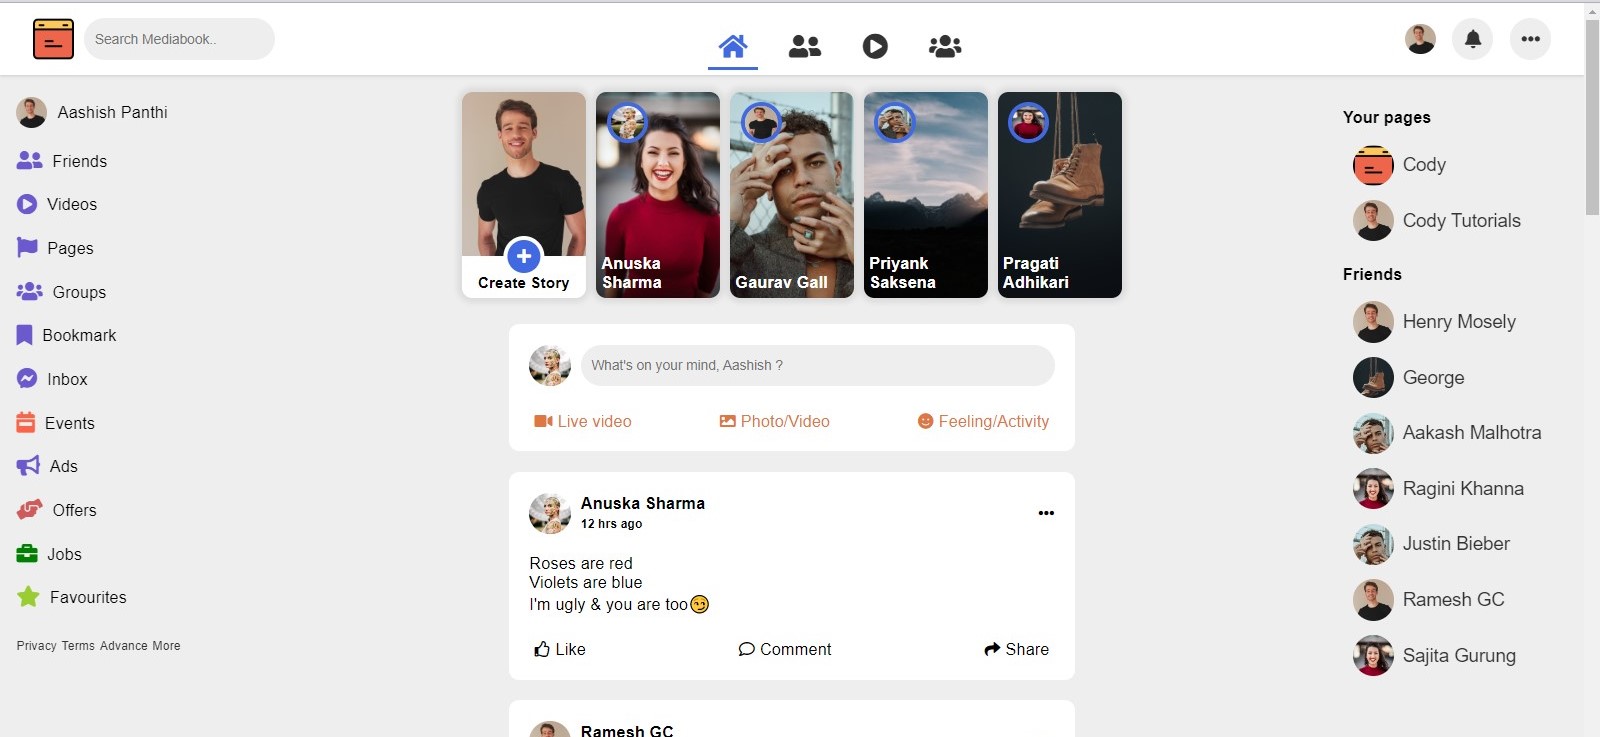 Search Mediabook..
Aashish Panthi
Friends
Videos
Pages
Groups
Bookmark
Inbox
Events
Ads
Offers
Jobs
Favourites
Privacy Terms Advance More
Create Story
Anuska
Sharma
Gaurav Gall
Priyank
Saksena
Pragati
Adhikari
What's on your mind, Aashish ?
Live video
Photo/Video
Feeling/Activity
Anuska Sharma
12 hrs ago
Roses are red
Violets are blue
I'm ugly & you are too😏
Like
Comment
Share
Ramesh GC
Your pages
Cody
Cody Tutorials
Friends
Henry Mosely
George
Aakash Malhotra
Ragini Khanna
Justin Bieber
Ramesh GC
Sajita Gurung